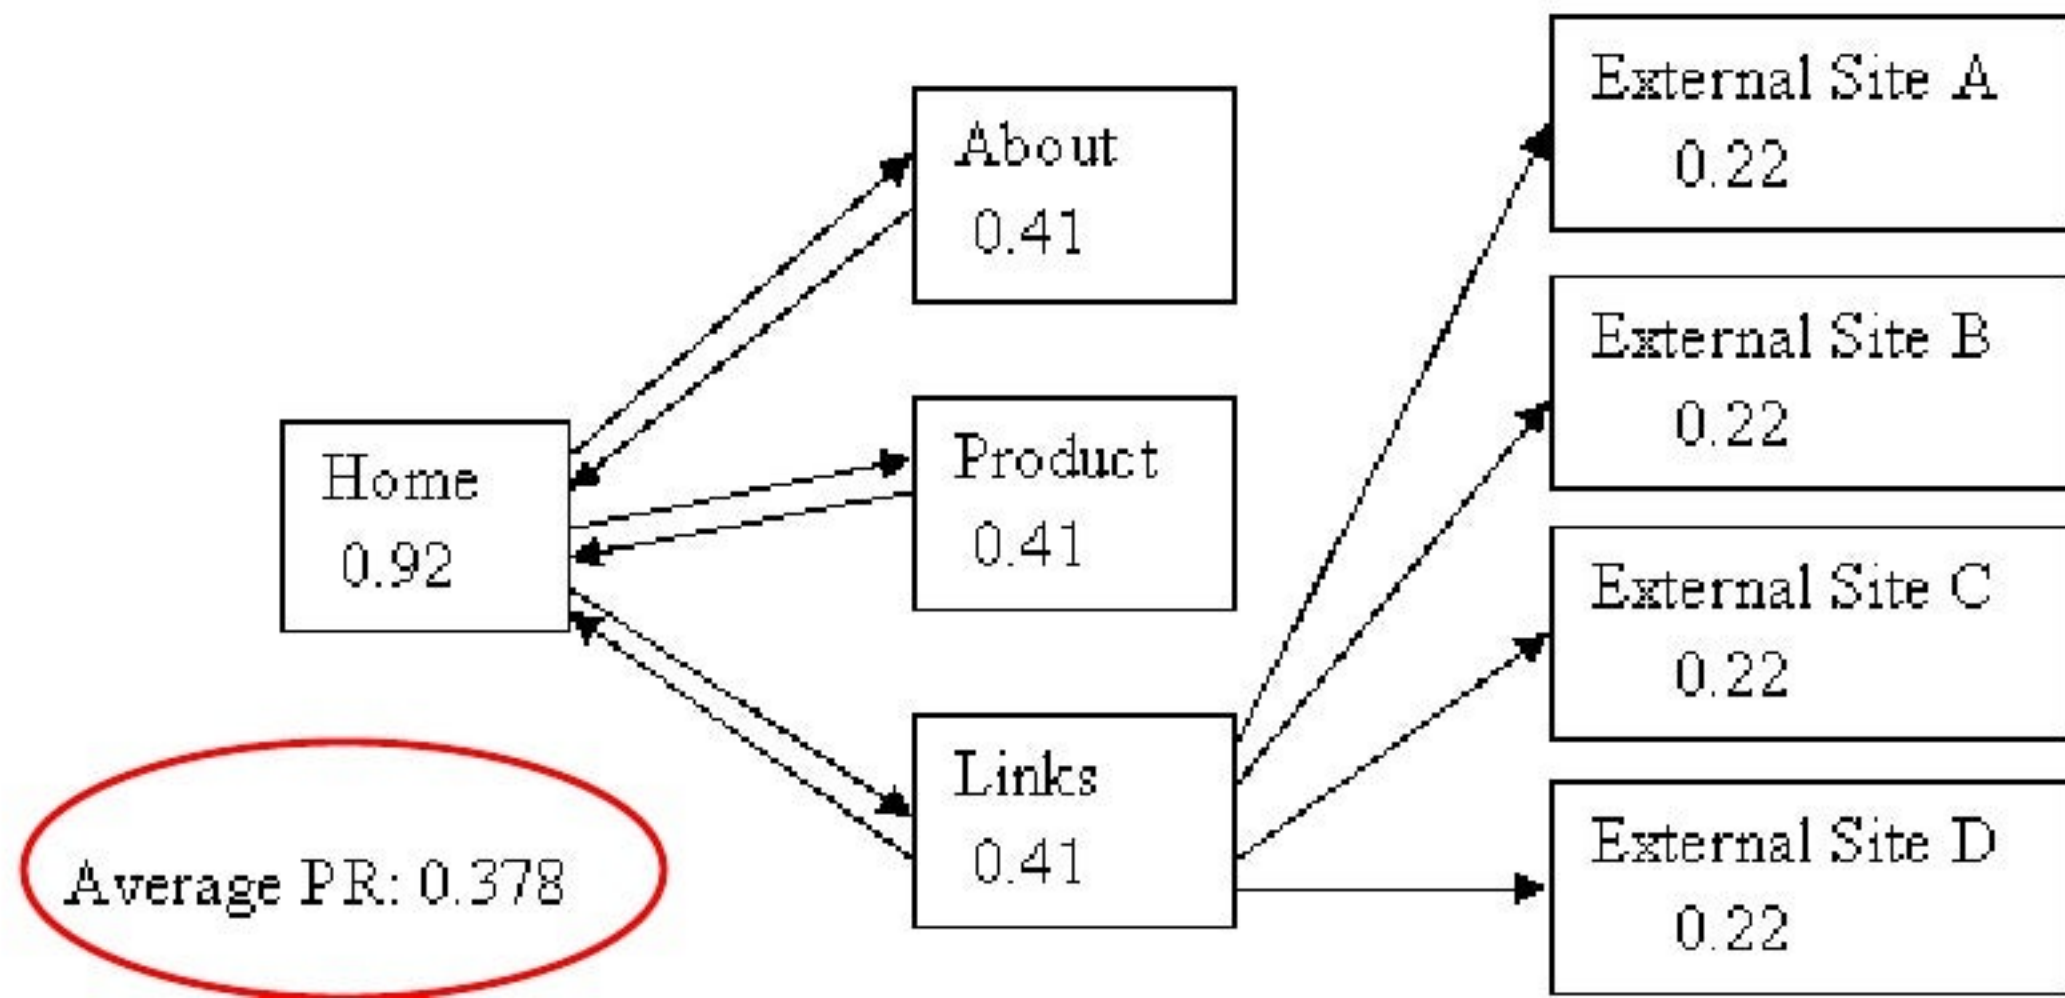 Home
0.92
About
0.41
Product
0.41
Links
0.41
External Site A
0.22
External Site B
0.22
External Site C
0.22
External Site D
0.22
Average PR: 0.378